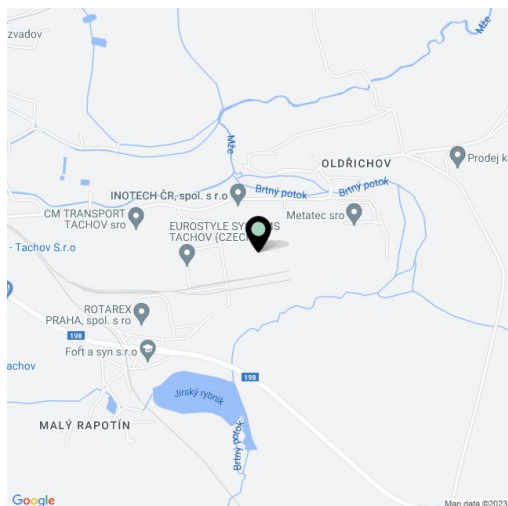 zvadov
Mže
Mže
OLDŘICHOV
Prodej k
INOTECH ČR, spol. s r.o
Brtný potok
Brtný potok
CM TRANSPORT
TACHOV sro
Metatec sro
EUROSTYLE SYSTEMS
TACHOV (CZECH
- Tachov S.r.o
ROTAREX
PRAHA, spol. s ro
198
Fořt a syn s.r.o
achov
198
Jirský rybník
MALÝ RAPOTÍN
Brtný potok
Google
Map data ©2023